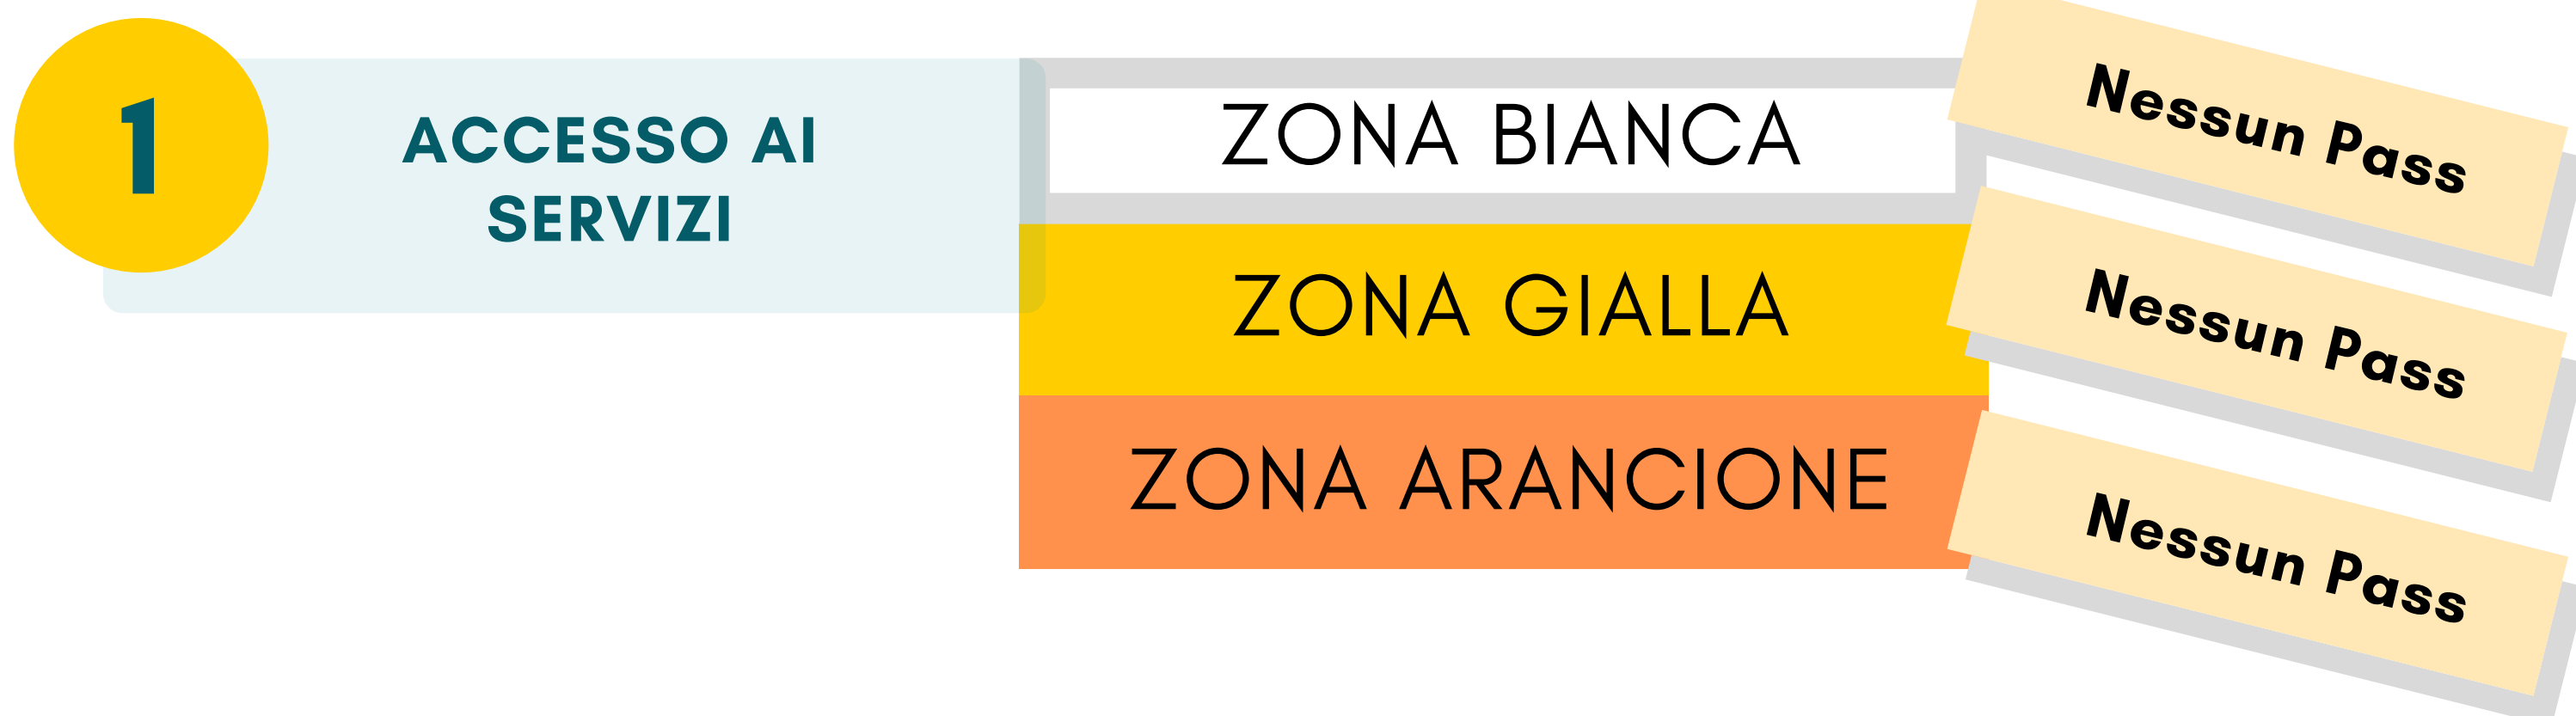 1
ACCESSO AI
SERVIZI
ZONA BIANCA
Nessun Pass
ZONA GIALLA
Nessun Pass
ZONA ARANCIONE
Nessun Pass